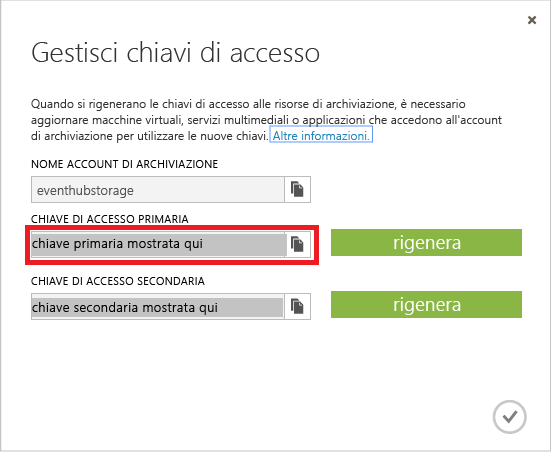 Gestisci chiavi di accesso
Quando si rigenerano le chiavi di accesso alle risorse di archiviazione, è necessario
aggiornare macchine virtuali, servizi multimediali o applicazioni che accedono all'account
di archiviazione per utilizzare le nuove chiavi. Altre informazioni.
NOME ACCOUNT DI ARCHIVIAZIONE
eventhubstorage
CHIAVE DI ACCESSO PRIMARIA
chiave primaria mostrata qui
rigenera
CHIAVE DI ACCESSO SECONDARIA
chiave secondaria mostrata qui
rigenera